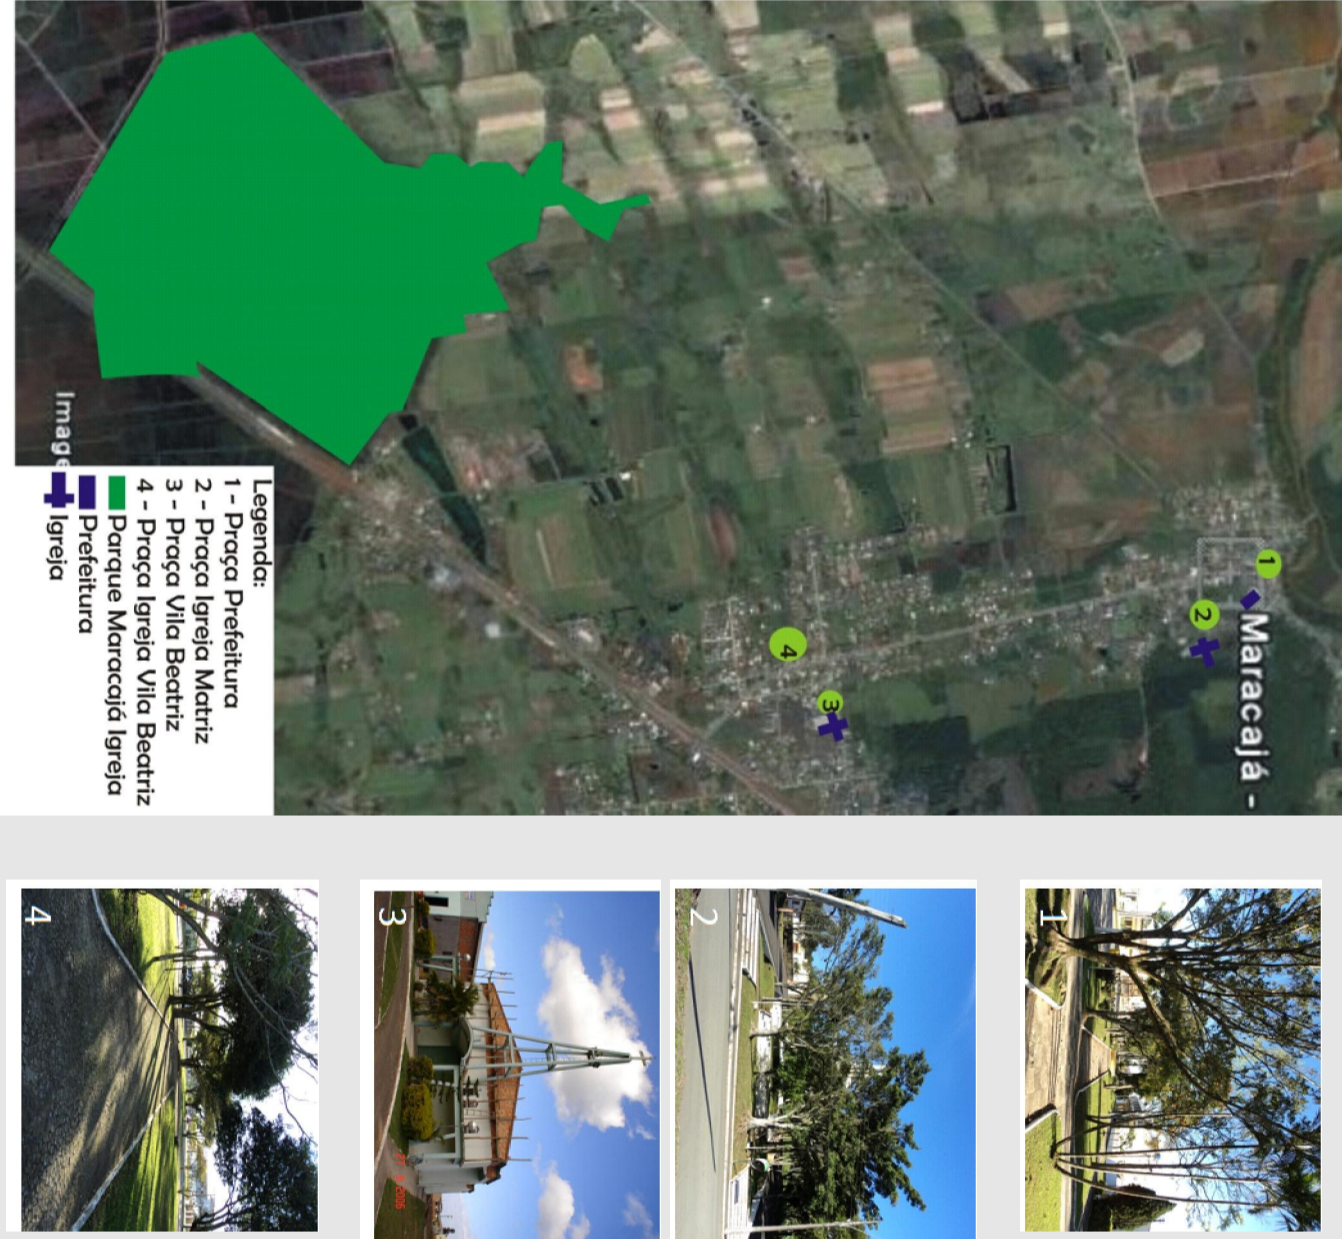 Maracajá -
1
2
3
4
Image
Legenda:
1 - Praça Prefeitura
2 - Praça Igreja Matriz
3 - Praça Vila Beatriz
4 - Praça Igreja Vila Beatriz
Parque Maracajá Igreja
Prefeitura
Igreja
1
2
3
4